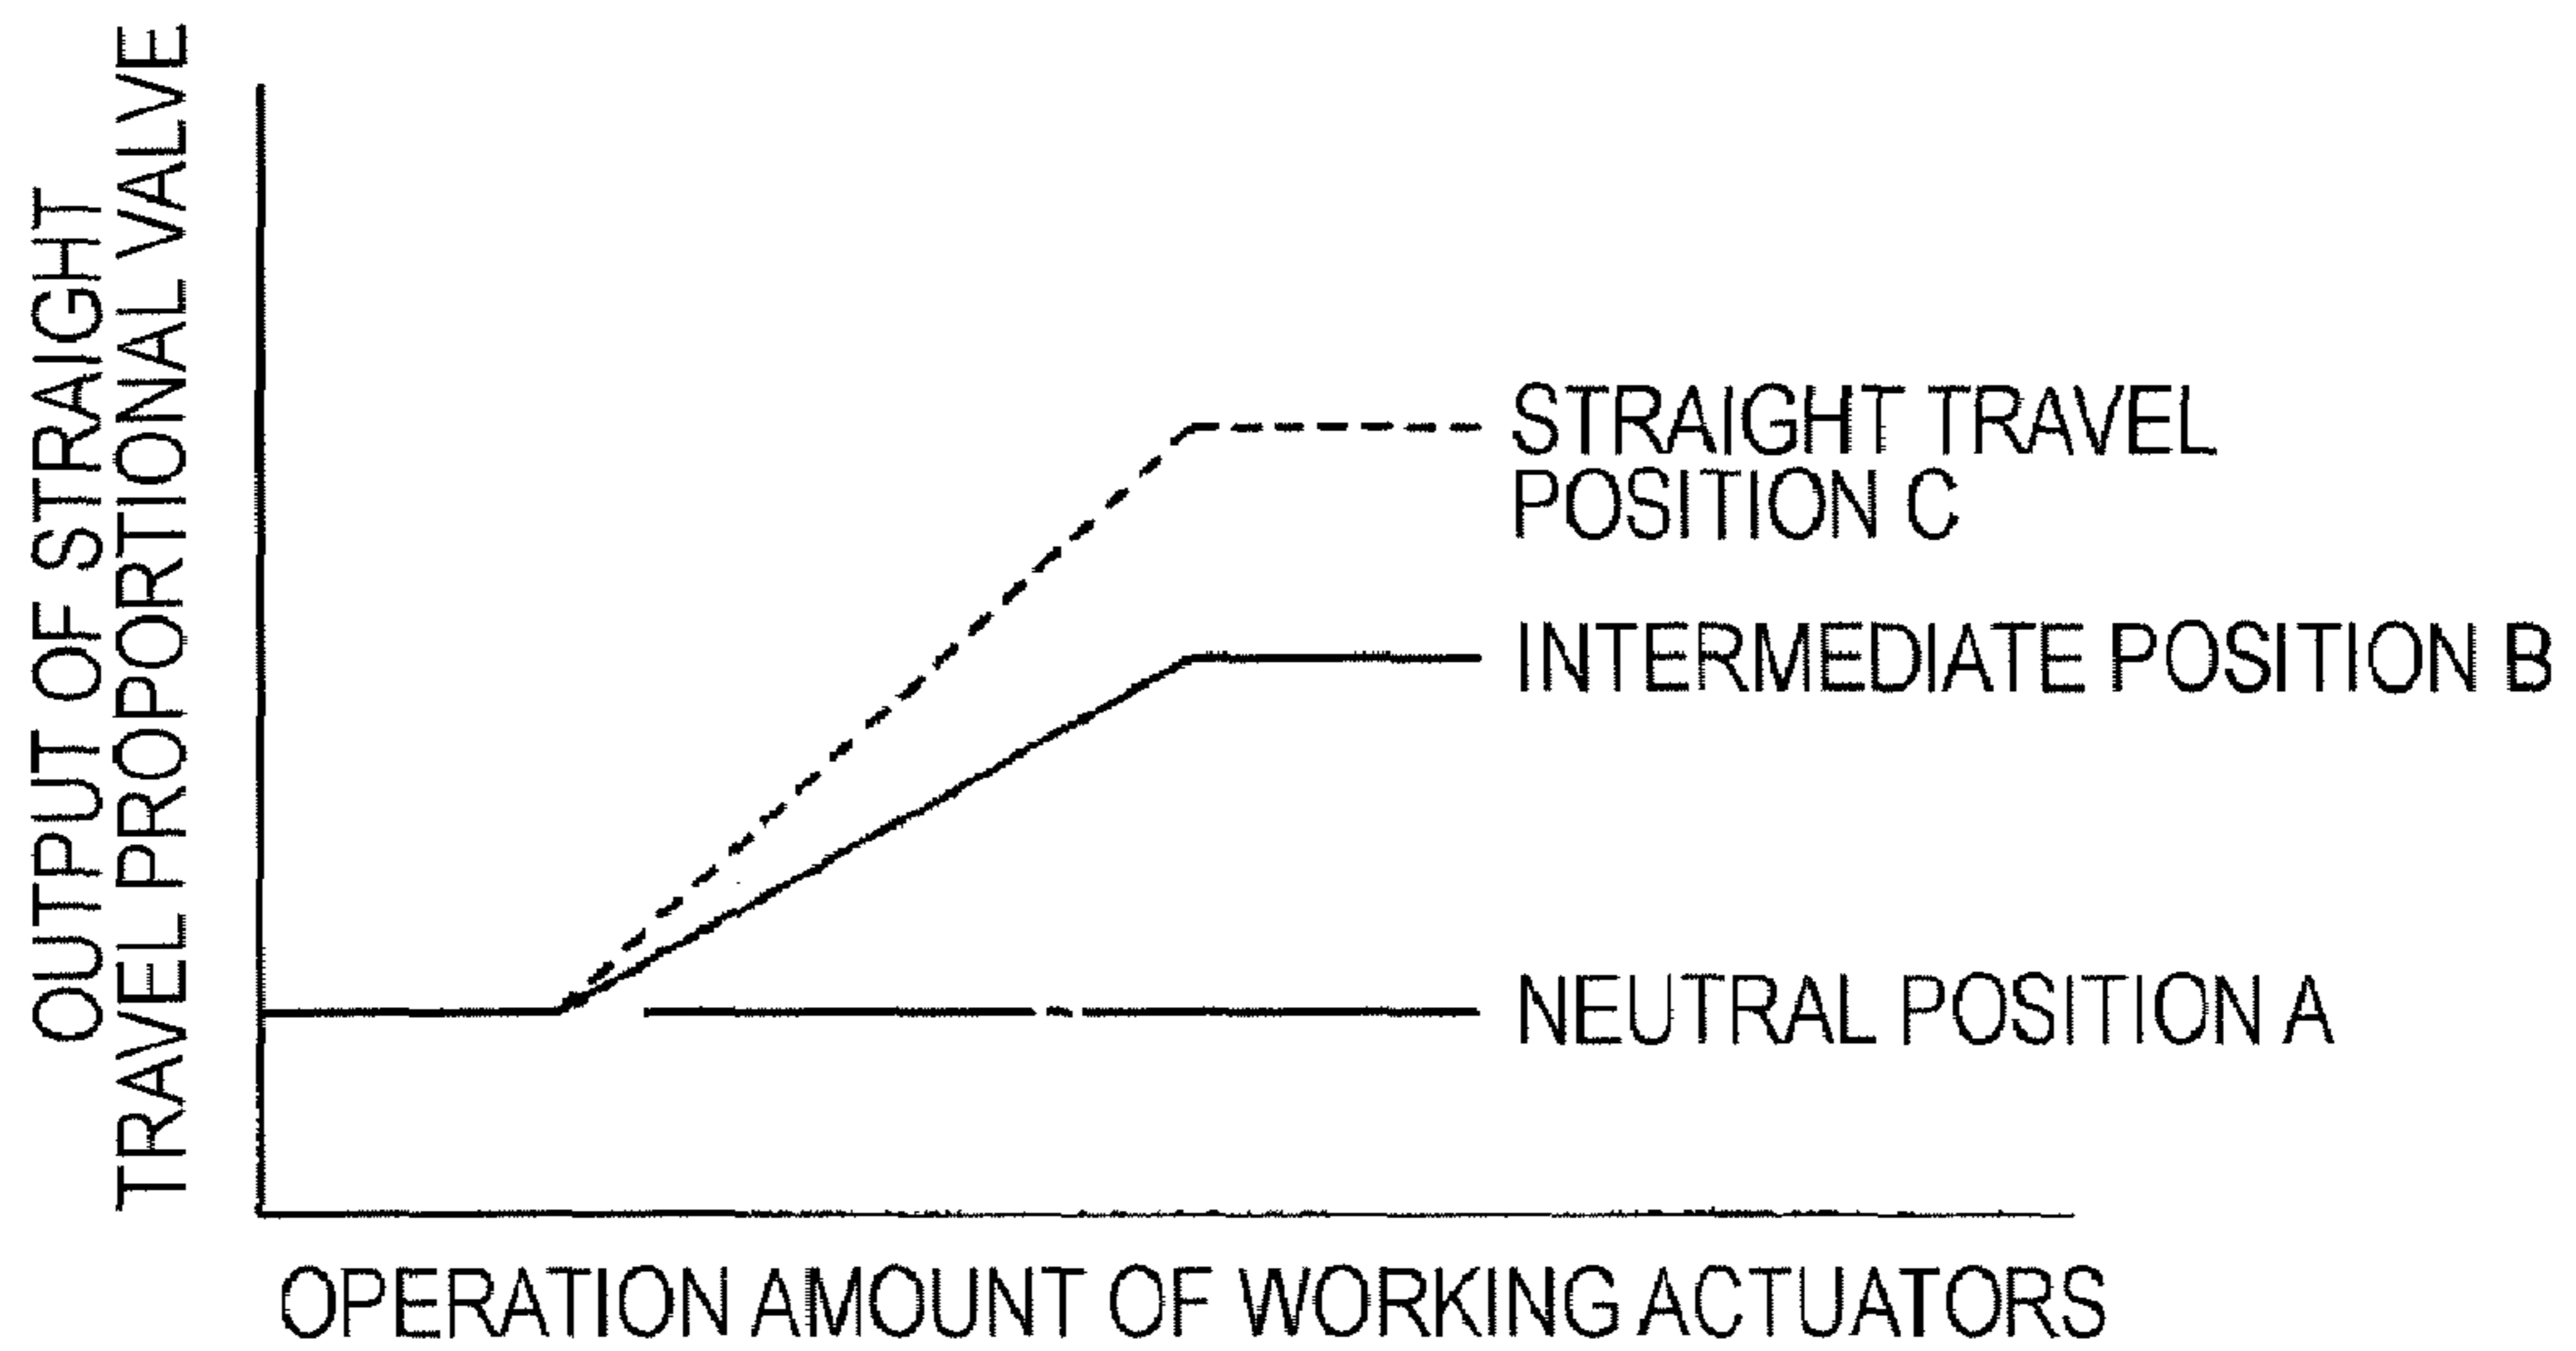 OUTPUT OF STRAIGHT
TRAVEL PROPORTIONAL VALVE
STRAIGHT TRAVEL
POSITION C
INTERMEDIATE POSITION B
NEUTRAL POSITION A
OPERATION AMOUNT OF WORKING ACTUATORS